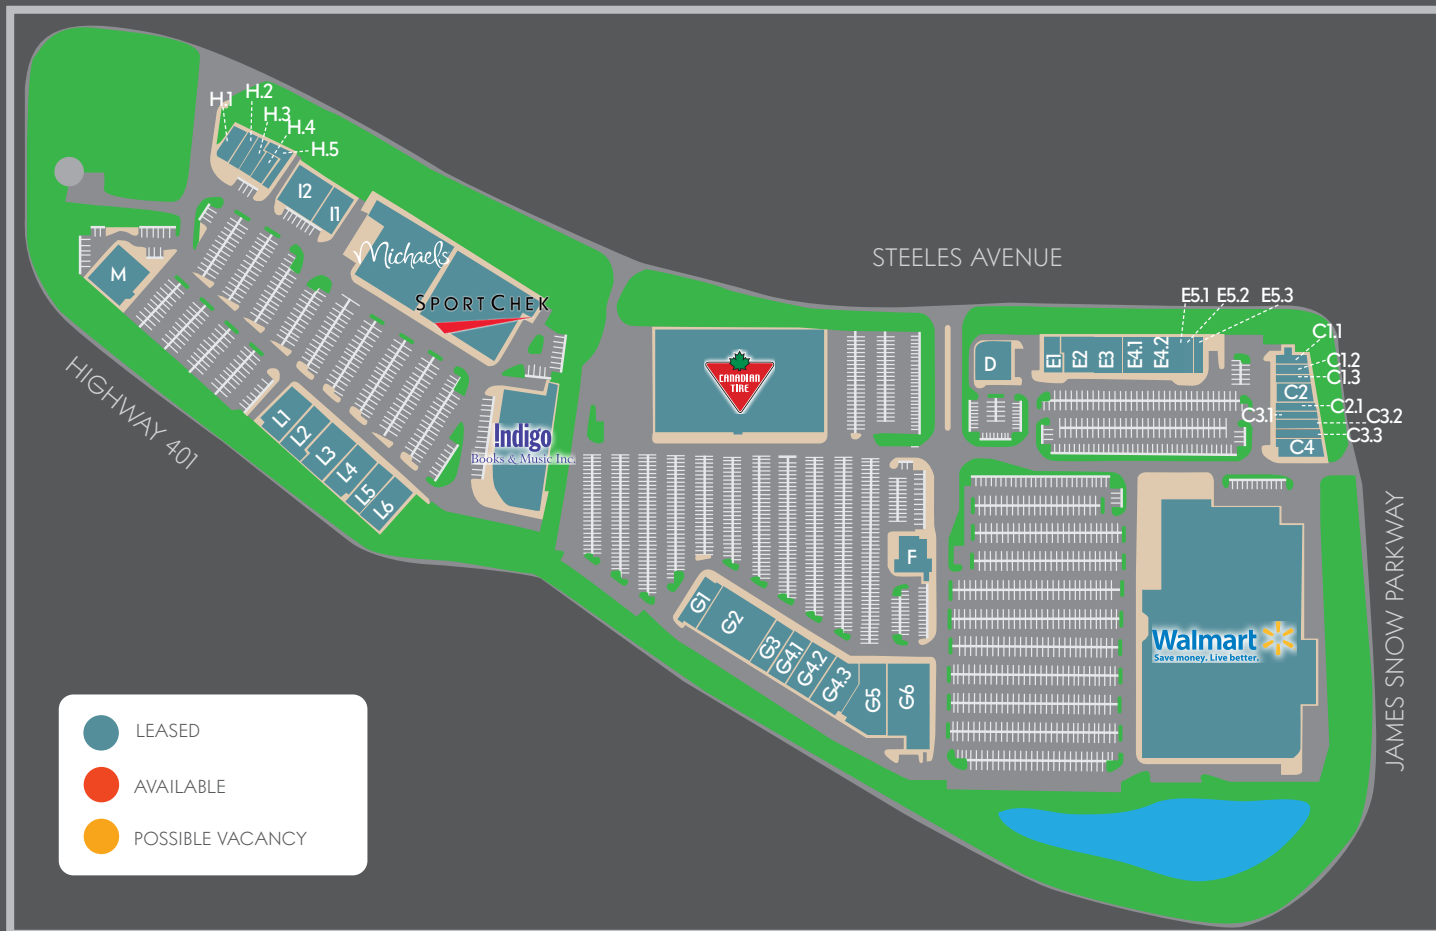 H.1
H.2
H.3
H.4
H.5
I2
I1
Michaels
SPORT CHEK
M
STEELES AVENUE
E5.1
E5.2
E5.3
C1.1
C1.2
C1.3
C2
C2.1
C3.1
C3.2
C3.3
C4
D
E1
E2
E3
E4.1
E4.2
CANADIAN
TIRE
HIGHWAY 401
L1
L2
L3
L4
L5
L6
!ndigo
Books & Music Inc.
F
G1
G2
G3
G4.1
G4.2
G4.3
G5
G6
Walmart
Save money. Live better.
JAMES SNOW PARKWAY
LEASED
AVAILABLE
POSSIBLE VACANCY